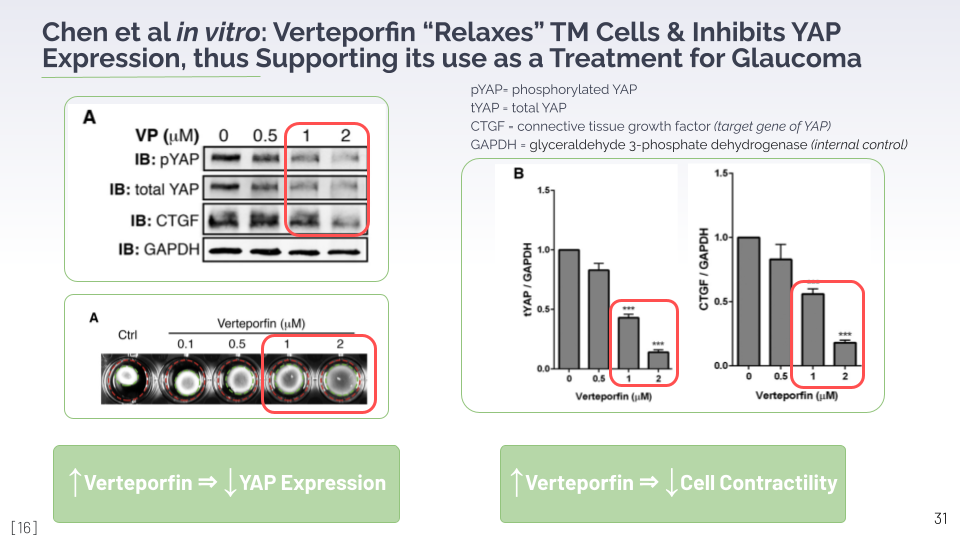 Chen et al in vitro: Verteporfin “Relaxes” TM Cells & Inhibits YAP
Expression, thus Supporting its use as a Treatment for Glaucoma
pYAP= phosphorylated YAP
tYAP = total YAP
CTGF = connective tissue growth factor (target gene of YAP)
GAPDH = glyceraldehyde 3-phosphate dehydrogenase (internal control)
A
VP (μM) 0 0.5 1 2
IB: pYAP
IB: total YAP
IB: CTGF
IB: GAPDH
A
Ctrl
Verteporfin (μM)
0.1 0.5 1 2
B
tYAP / GAPDH
1.5
1.0
0.5
0.0
***
***
0 0.5 1 2
Verteporfin (μM)
CTGF / GAPDH
1.5
1.0
0.5
0.0
***
***
0 0.5 1 2
Verteporfin (μM)
↑Verteporfin ⇒ ↓YAP Expression
↑Verteporfin ⇒ ↓Cell Contractility
[16]
31